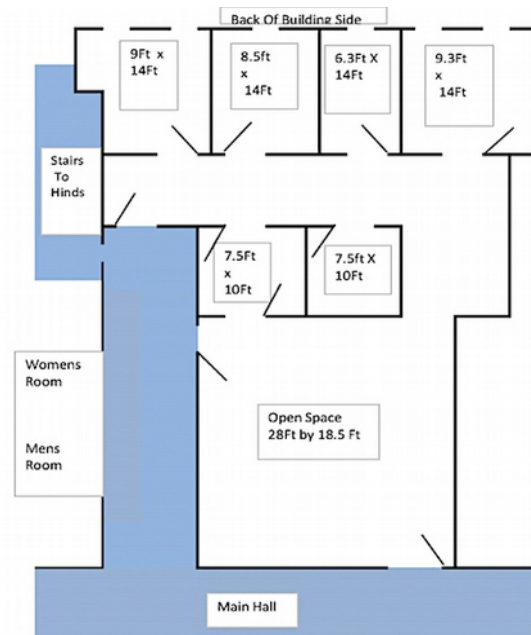 Back Of Building Side
9Ft x
14Ft
8.5ft
x
14Ft
6.3Ft X
14Ft
9.3ft
x
14Ft
Stairs
To
Hinds
7.5Ft
x
10Ft
7.5ft X
10Ft
Womens
Room
Mens
Room
Open Space
28Ft by 18.5 Ft
Main Hall